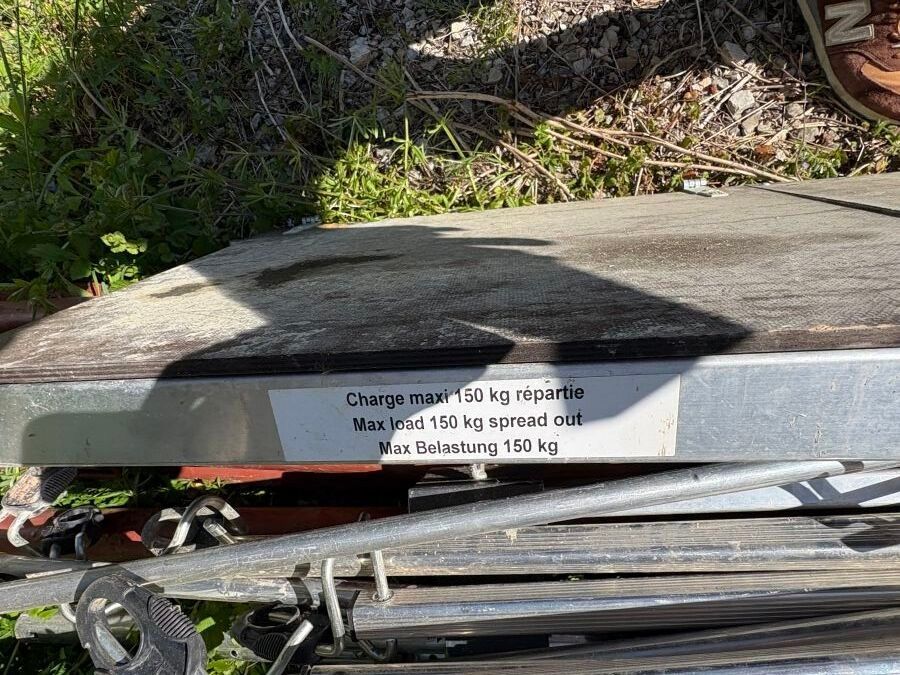 N
Charge maxi 150 kg répartie
Max load 150 kg spread out
Max Belastung 150 kg